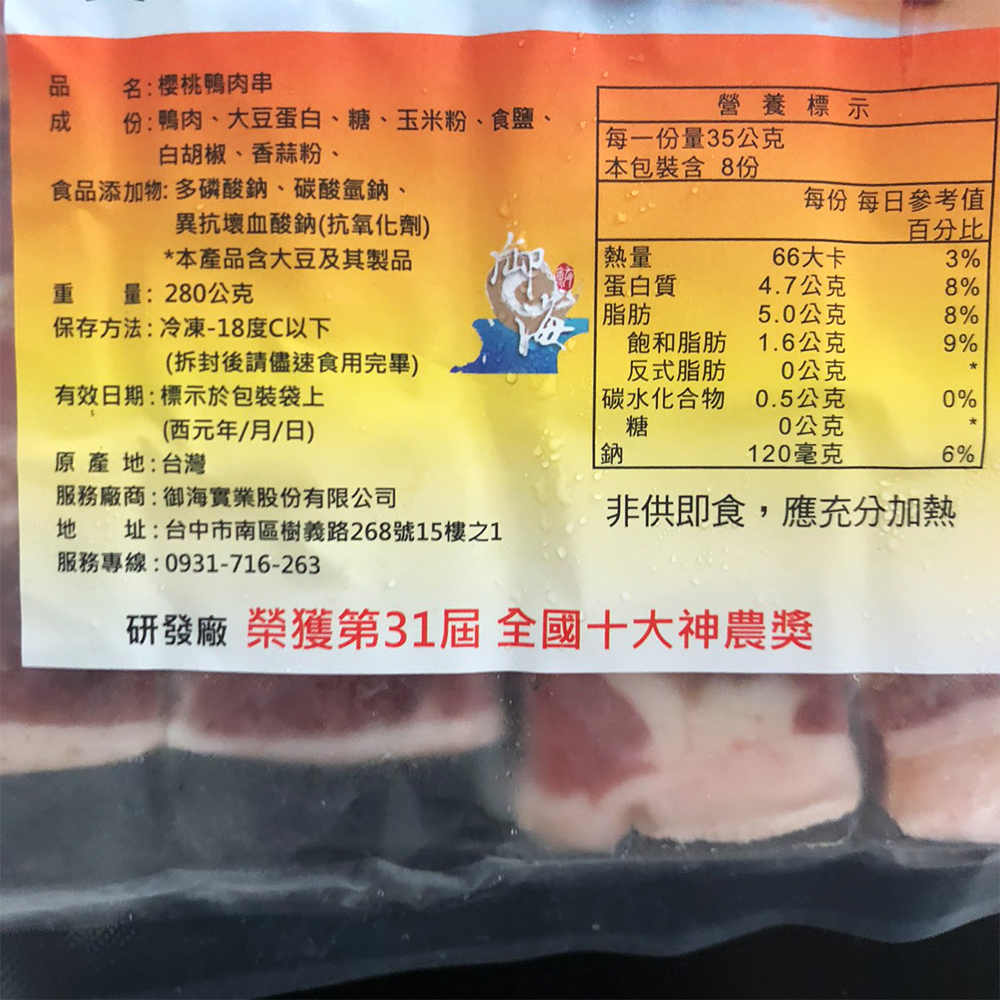 品 名:櫻桃鴨肉串
成 份:鴨肉、大豆蛋白、糖、玉米粉、食鹽、
白胡椒、香蒜粉、
食品添加物:多磷酸鈉、碳酸氫鈉、
異抗壞血酸鈉(抗氧化劑)
*本產品含大豆及其製品
重 量:280公克
保存方法:冷凍-18度C以下
(拆封後請儘速食用完畢)
有效日期:標示於包裝袋上
(西元年/月/日)
原 產 地:台灣
服務廠商:御海實業股份有限公司
地 址:台中市南區樹義路268號15樓之1
服務專線:0931-716-263
御海
營 養 標 示
每一份量35公克
本包裝含 8份
每份 每日參考值
百分比
熱量 66大卡 3%
蛋白質 4.7公克 8%
脂肪 5.0公克 8%
飽和脂肪 1.6公克 9%
反式脂肪 0公克 *
碳水化合物 0.5公克 0%
糖 0公克 *
鈉 120毫克 6%
非供即食,應充分加熱
研發廠 榮獲第31屆 全國十大神農獎